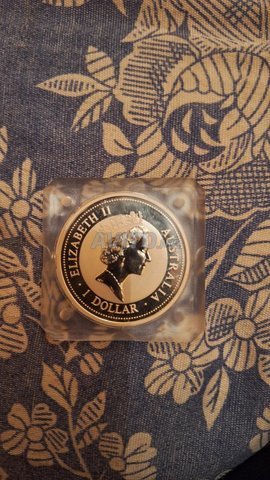 ELIZABETH II
AUSTRALIA
• 1 DOLLAR •